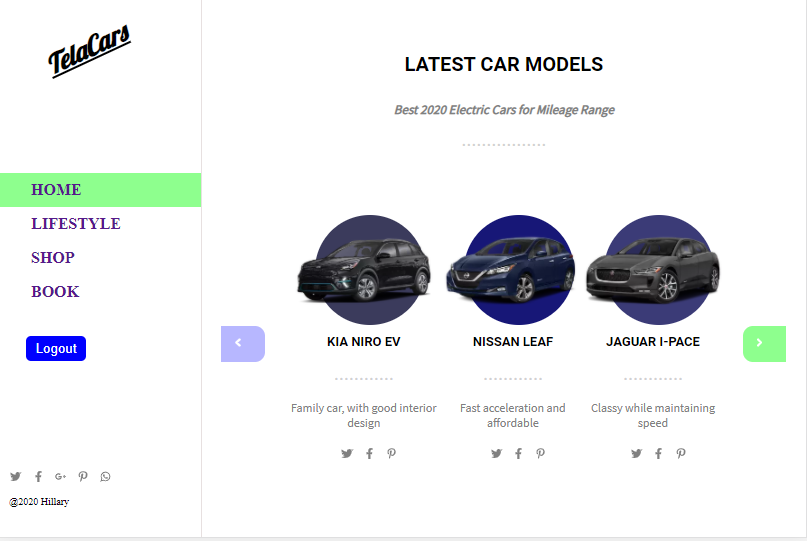 TelaCars
HOME
LIFESTYLE
SHOP
BOOK
Logout
@2020 Hillary
LATEST CAR MODELS
Best 2020 Electric Cars for Mileage Range
KIA NIRO EV
Family car, with good interior
design
NISSAN LEAF
Fast acceleration and
affordable
JAGUAR I-PACE
Classy while maintaining
speed